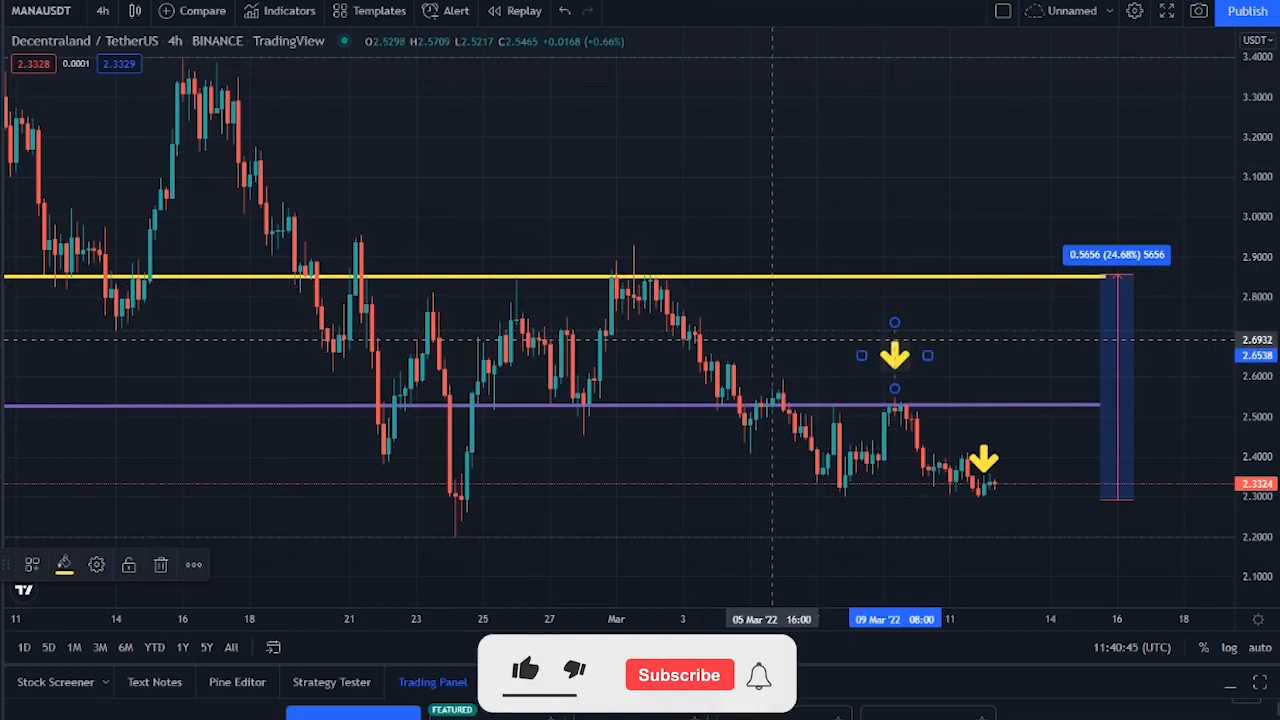 MANAUSDT 4h Compare Indicators Templates Alert Replay Unnamed Publish
Decentraland / TetherUS 4h BINANCE TradingView O2.5298 H2.5709 L2.5217 C2.5465 +0.0168 (+0.66%) USDT
2.3328 0.0001 2.3329
3.4000
3.3000
3.2000
3.1000
3.0000
2.9000
0.5656 (24.68%) 5656
2.8000
2.6932
2.6538
2.6000
2.5000
2.4000
2.3324
2.3000
2.2000
2.1000
11 14 16 18 21 23 25 27 Mar 3 05 Mar '22 16:00 09 Mar '22 08:00 11 14 16 18
1D 5D 1M 3M 6M YTD 1Y 5Y All 11:40:45 (UTC) % log auto
Subscribe
Stock Screener Text Notes Pine Editor Strategy Tester Trading Panel
FEATURED